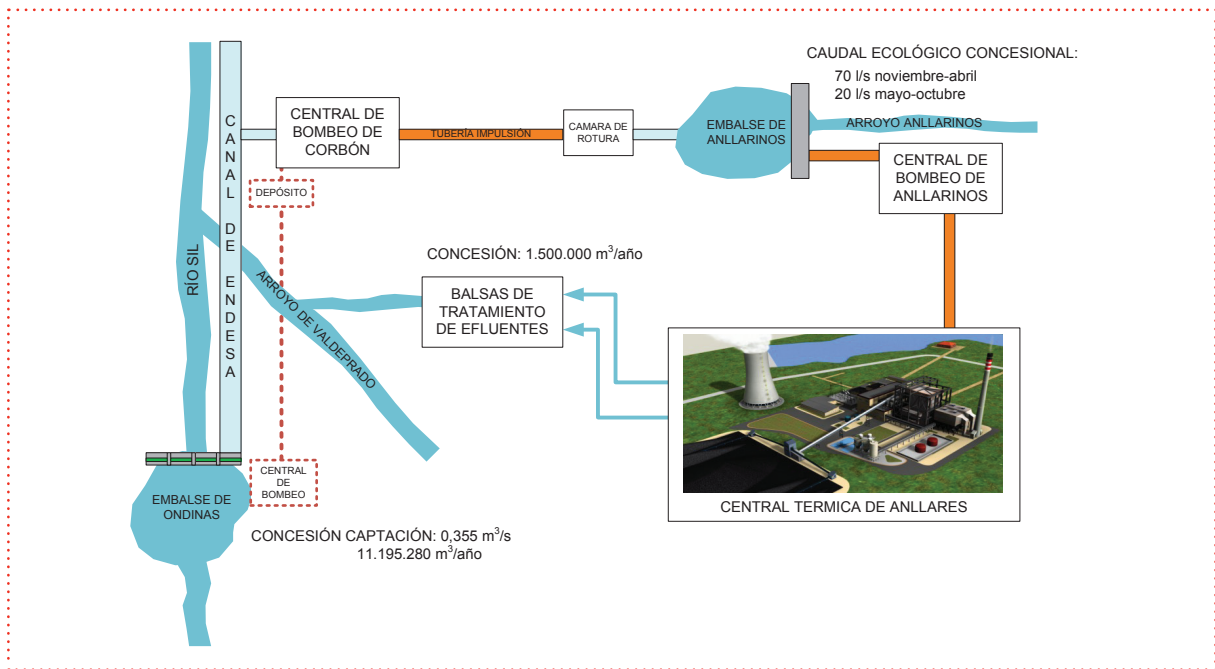 CAUDAL ECOLÓGICO CONCESIONAL:
70 l/s noviembre-abril
20 l/s mayo-octubre
CANAL DE ENDESA
CENTRAL DE
BOMBEO DE
CORBÓN
TUBERÍA IMPULSIÓN
CAMARA DE
ROTURA
EMBALSE DE
ANLLARINOS
ARROYO ANLLARINOS
CENTRAL DE
BOMBEO DE
ANLLARINOS
DEPÓSITO
RÍO SIL
ARROYO DE VALDEPRADO
CONCESIÓN: 1.500.000 m³/año
BALSAS DE
TRATAMIENTO
DE EFLUENTES
CENTRAL
DE
BOMBEO
EMBALSE DE
ONDINAS
CENTRAL TERMICA DE ANLLARES
CONCESIÓN CAPTACIÓN: 0,355 m³/s
11.195.280 m³/año